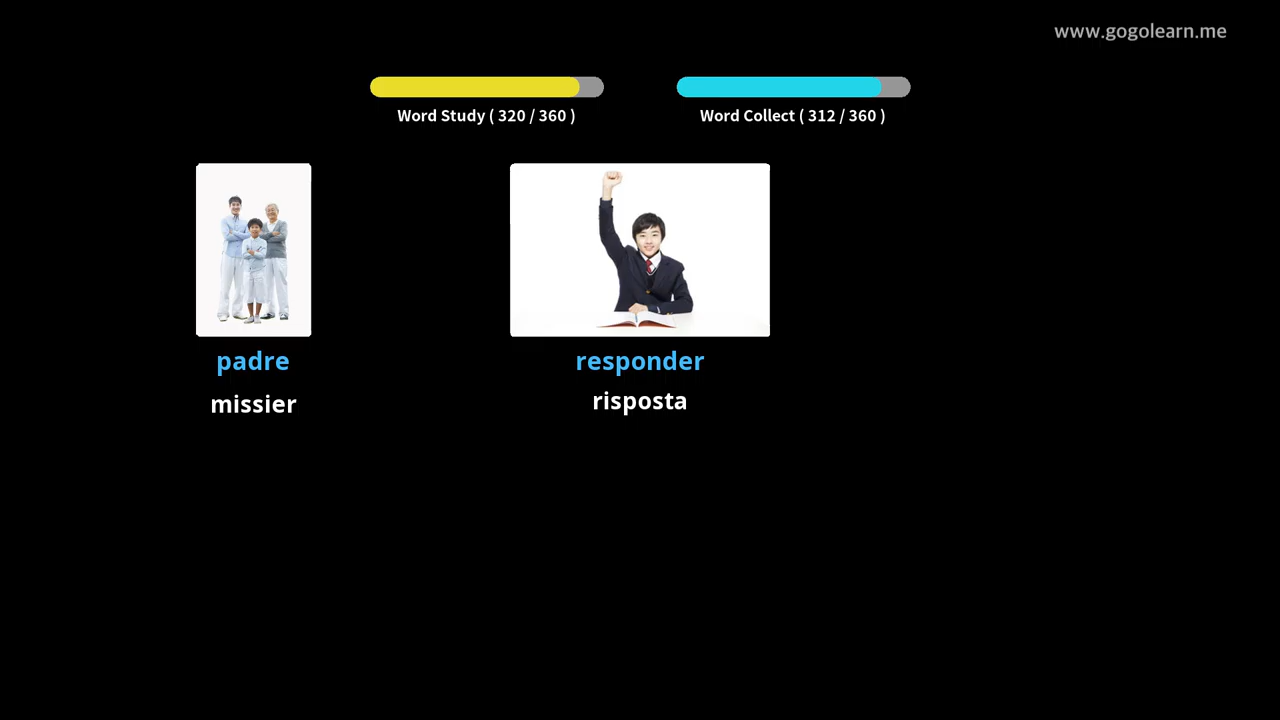 www.gogolearn.me
Word Study ( 320 / 360 )
Word Collect ( 312 / 360 )
padre
missier
responder
risposta